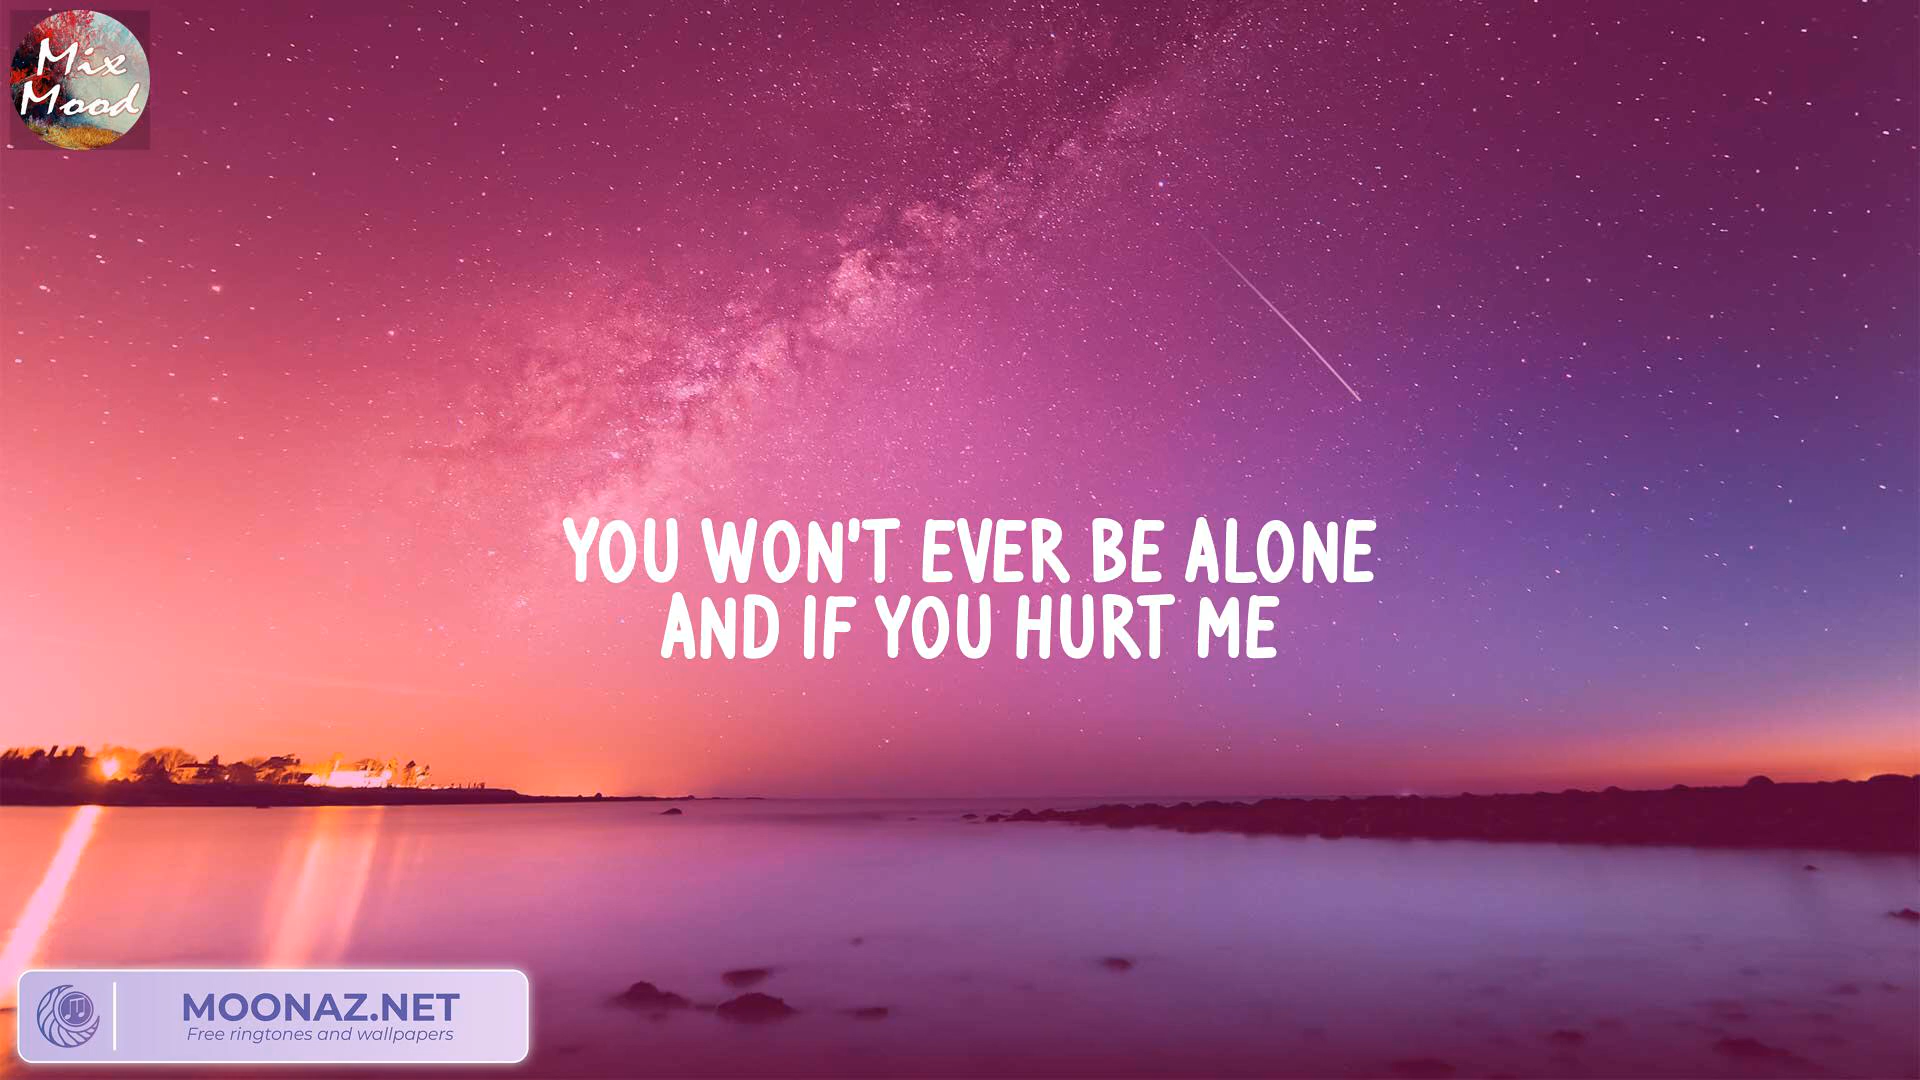 Mix
Mood
YOU WON'T EVER BE ALONE
AND IF YOU HURT ME
MOONAZ.NET
Free ringtones and wallpapers